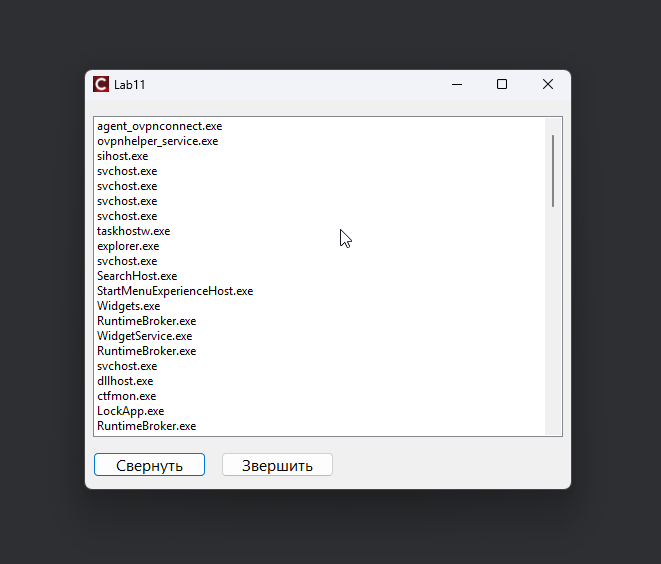 Lab11
agent_ovpnconnect.exe
ovpnhelper_service.exe
sihost.exe
svchost.exe
svchost.exe
svchost.exe
svchost.exe
taskhostw.exe
explorer.exe
svchost.exe
SearchHost.exe
StartMenuExperienceHost.exe
Widgets.exe
RuntimeBroker.exe
WidgetService.exe
RuntimeBroker.exe
svchost.exe
dllhost.exe
ctfmon.exe
LockApp.exe
RuntimeBroker.exe
Свернуть Звершить